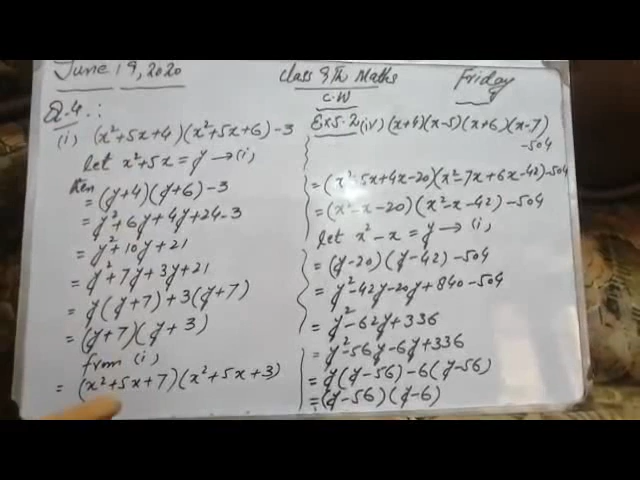 June 19, 2020
Class 9th Maths
Friday
C.W
Q.4.:
(i) (x²+5x+4)(x²+5x+6)-3
let x²+5x = y → (i,
then
= (y+4)(y+6)-3
= y²+6y+4y+24-3
= y²+10y+21
= y²+7y+3y+21
= y(y+7)+3(y+7)
= (y+7)(y+3)
from (i,
= (x²+5x+7)(x²+5x+3)
Ex5.2 (iv) (x+4)(x-5)(x+6)(x-7)
-504
= (x²-5x+4x-20)(x²-7x+6x-42)-504
= (x²-x-20)(x²-x-42)-504
let x²-x = y → (i,
= (y-20)(y-42)-504
= y²-42y-20y+840-504
= y²-62y+336
= y²-56y-6y+336
= y(y-56)-6(y-56)
= (y-56)(y-6)